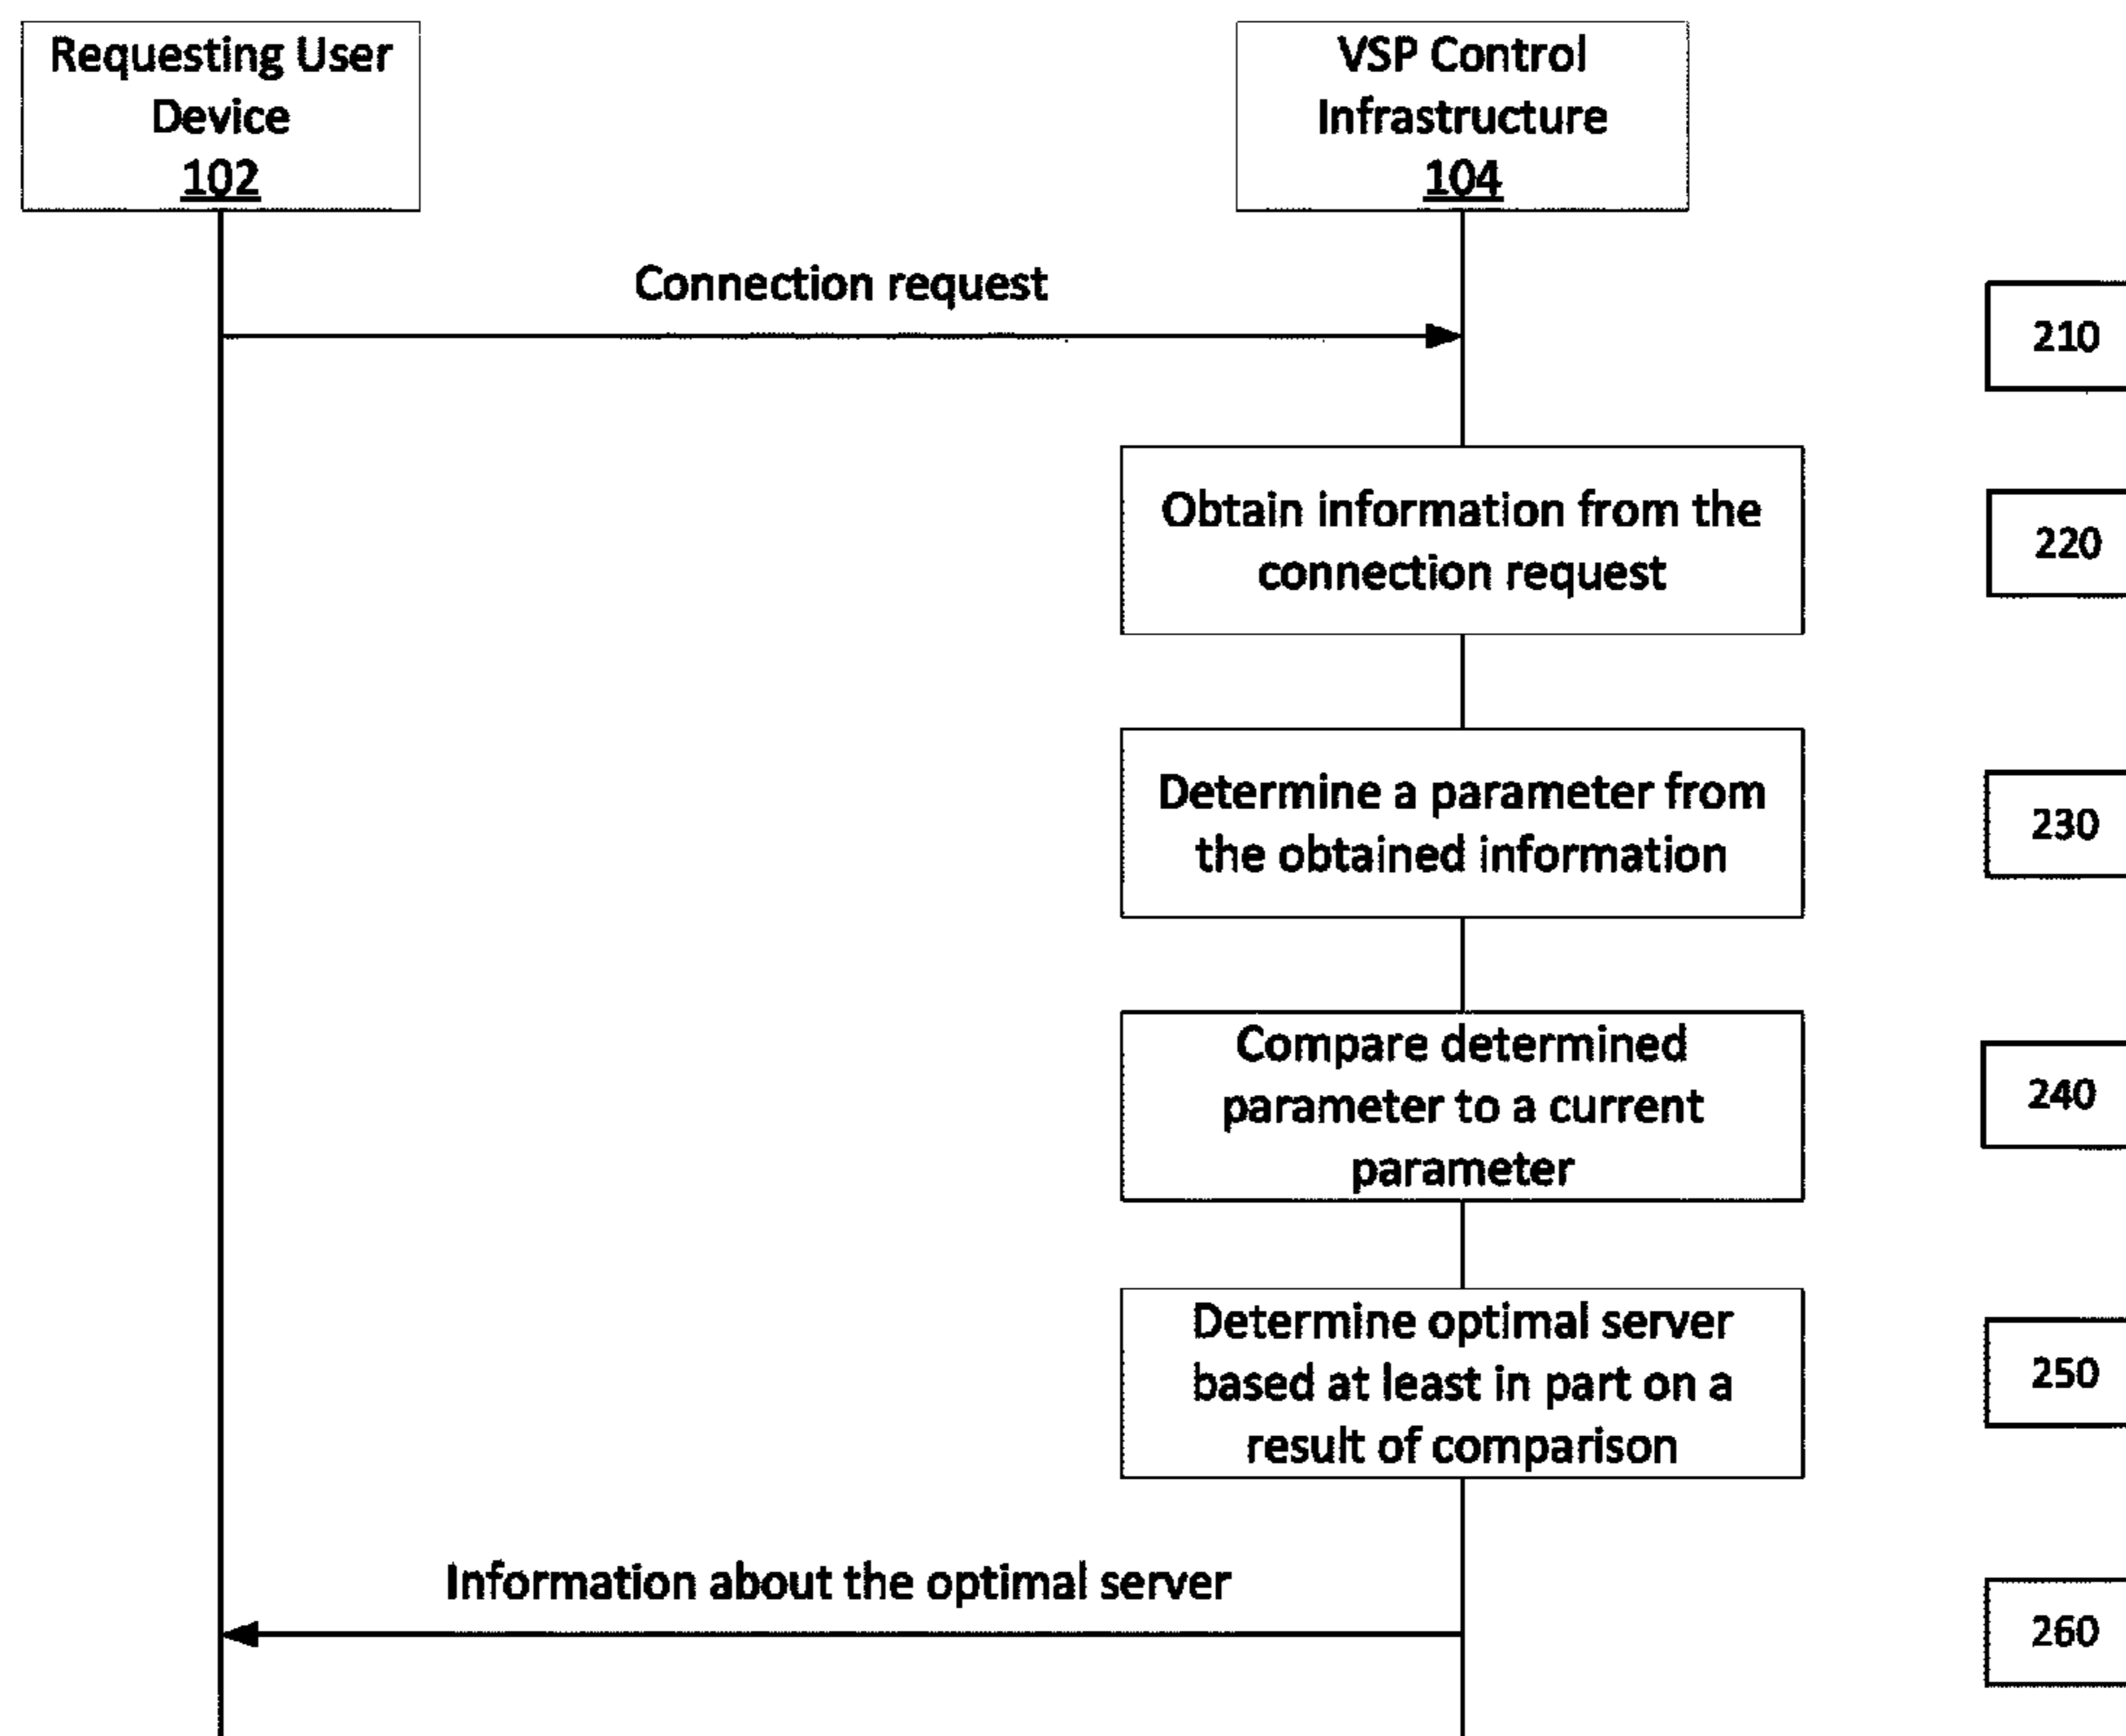 Requesting User
Device
102
VSP Control
Infrastructure
104
Connection request
210
Obtain information from the
connection request
220
Determine a parameter from
the obtained information
230
Compare determined
parameter to a current
parameter
240
Determine optimal server
based at least in part on a
result of comparison
250
Information about the optimal server
260